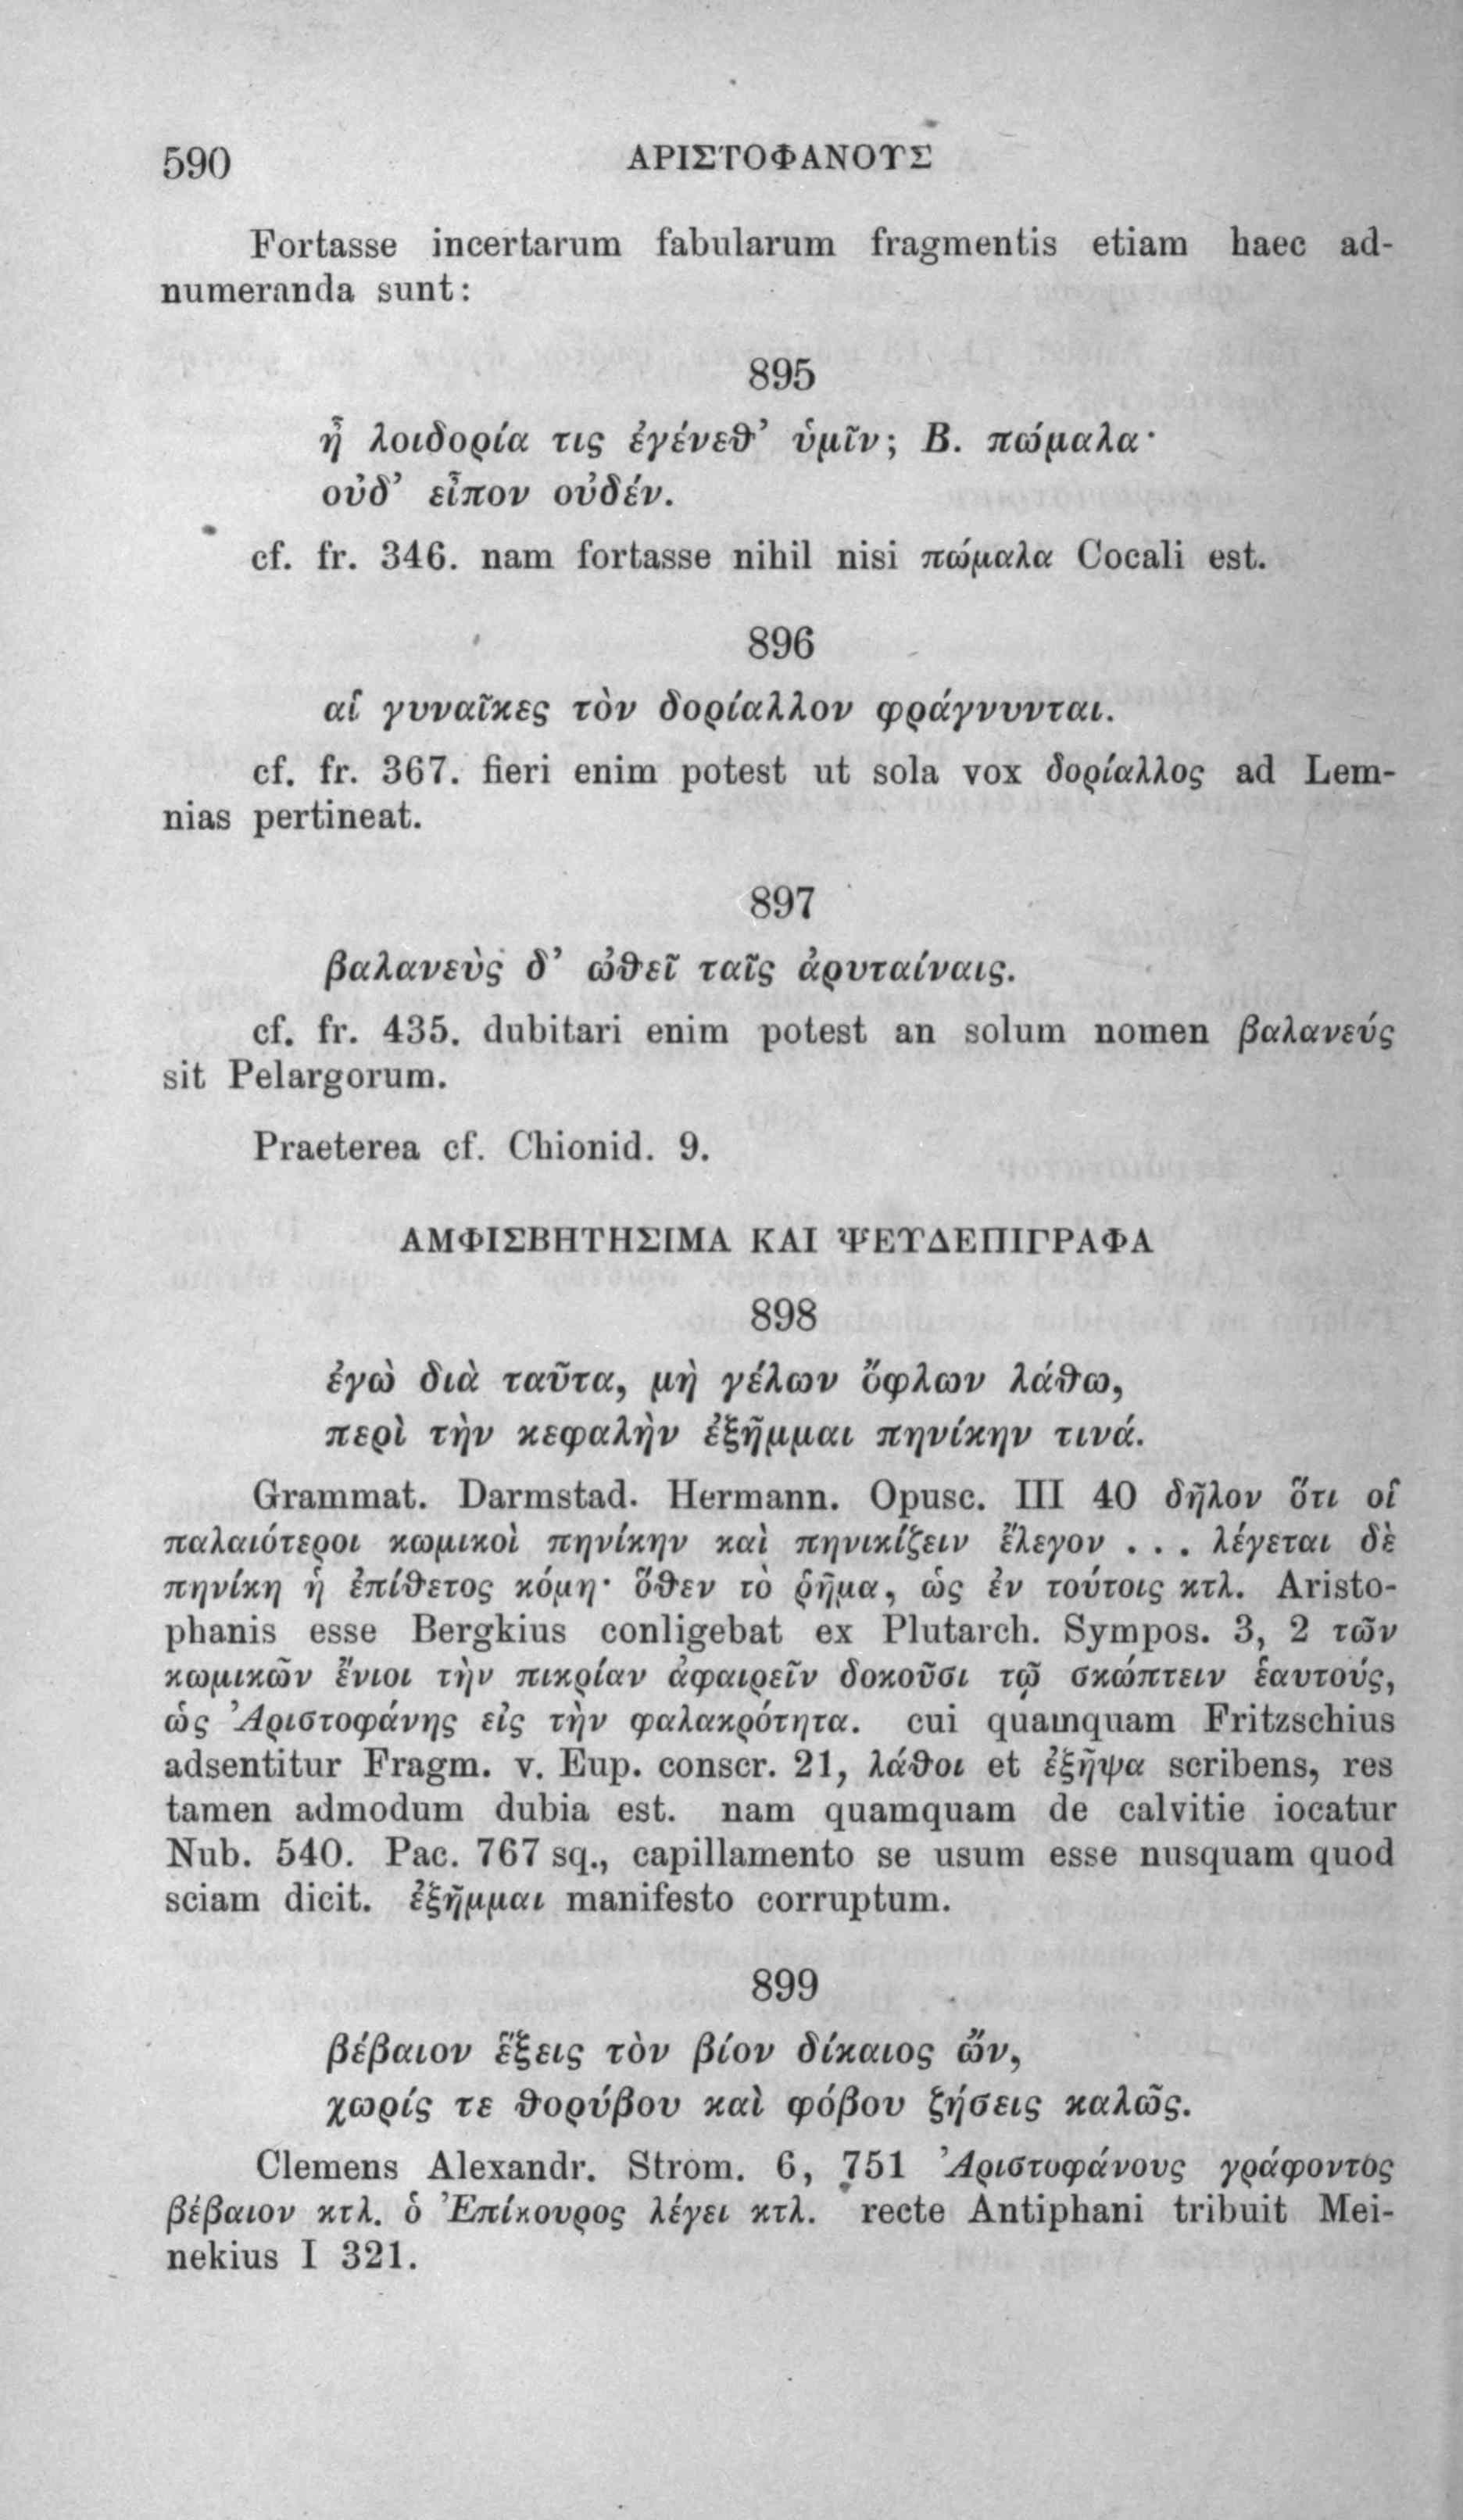 590 ΑΡΙΣΤΟΦΑΝΟΥΣ
Fortasse incertarum fabularum fragmentis etiam haec ad-
numeranda sunt:
895
ἦ λοιδορία τις ἐγένεθ’ ὑμῖν; Β. πώμαλα·
οὐδ’ εἶπον οὐδέν.
cf. fr. 346. nam fortasse nihil nisi πώμαλα Cocali est.
896
αἱ γυναῖκες τὸν δορίαλλον φράγνυνται.
cf. fr. 367. fieri enim potest ut sola vox δορίαλλος ad Lem-
nias pertineat.
897
βαλανεὺς δ’ ὠθεῖ ταῖς ἀρυταίναις.
cf. fr. 435. dubitari enim potest an solum nomen βαλανεύς
sit Pelargorum.
Praeterea cf. Chionid. 9.
ΑΜΦΙΣΒΗΤΗΣΙΜΑ ΚΑΙ ΨΕΥΔΕΠΙΓΡΑΦΑ
898
ἐγὼ διὰ ταῦτα, μὴ γέλων ὄφλων λάθω,
περὶ τὴν κεφαλὴν ἐξῆμμαι πηνίκην τινά.
Grammat. Darmstad. Hermann. Opusc. III 40 δῆλον ὅτι οἱ
παλαιότεροι κωμικοὶ πηνίκην καὶ πηνικίζειν ἔλεγον . . . λέγεται δὲ
πηνίκη ἡ ἐπίθετος κόμη· ὅθεν τὸ ῥῆμα, ὡς ἐν τούτοις κτλ. Aristo-
phanis esse Bergkius conligebat ex Plutarch. Sympos. 3, 2 τῶν
κωμικῶν ἔνιοι τὴν πικρίαν ἀφαιρεῖν δοκοῦσι τῷ σκώπτειν ἑαυτούς,
ὡς Ἀριστοφάνης εἰς τὴν φαλακρότητα. cui quamquam Fritzschius
adsentitur Fragm. v. Eup. conscr. 21, λάθοι et ἐξῆψα scribens, res
tamen admodum dubia est. nam quamquam de calvitie iocatur
Nub. 540. Pac. 767 sq., capillamento se usum esse nusquam quod
sciam dicit. ἐξῆμμαι manifesto corruptum.
899
βέβαιον ἕξεις τὸν βίον δίκαιος ὤν,
χωρίς τε θορύβου καὶ φόβου ζήσεις καλῶς.
Clemens Alexandr. Strom. 6, 751 Ἀριστοφάνους γράφοντος
βέβαιον κτλ. ὁ Ἐπίκουρος λέγει κτλ. recte Antiphani tribuit Mei-
nekius I 321.